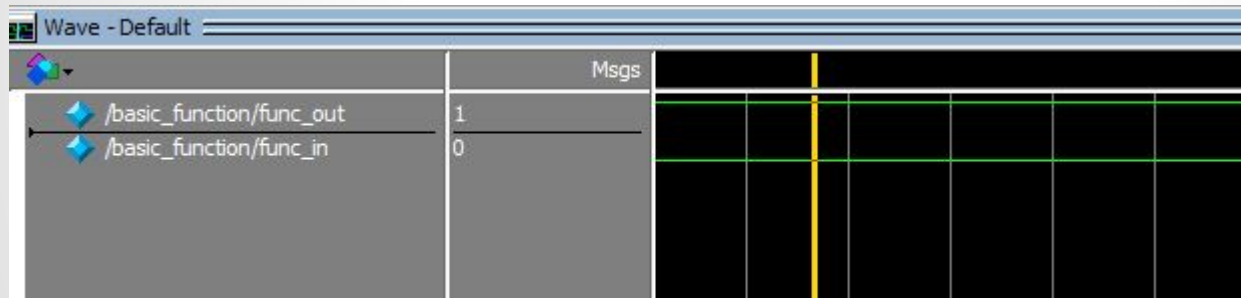 Wave - Default
Msgs
/basic_function/func_out 1
/basic_function/func_in 0